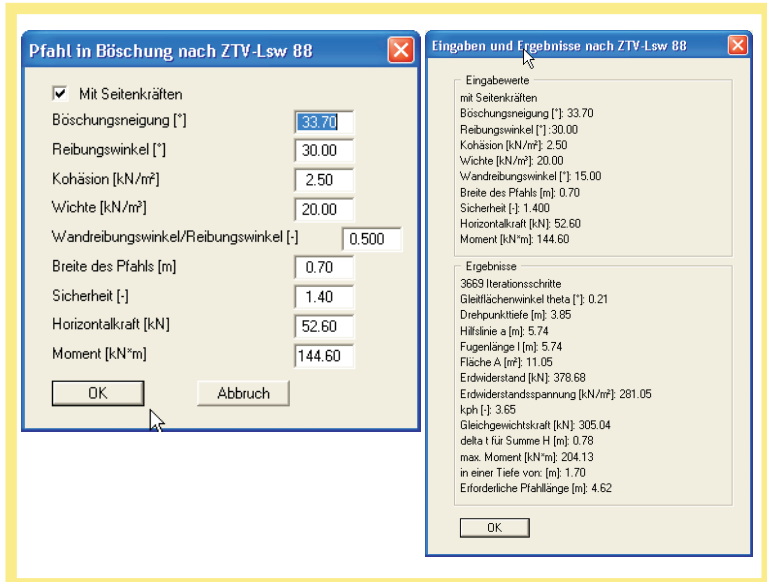 Pfahl in Böschung nach ZTV-Lsw 88
Mit Seitenkräften
Böschungsneigung [°] 33.70
Reibungswinkel [°] 30.00
Kohäsion [kN/m²] 2.50
Wichte [kN/m³] 20.00
Wandreibungswinkel/Reibungswinkel [-] 0.500
Breite des Pfahls [m] 0.70
Sicherheit [-] 1.40
Horizontalkraft [kN] 52.60
Moment [kN*m] 144.60
OK Abbruch
Eingaben und Ergebnisse nach ZTV-Lsw 88
Eingabewerte
mit Seitenkräften
Böschungsneigung [°]: 33.70
Reibungswinkel [°] :30.00
Kohäsion [kN/m²]: 2.50
Wichte [kN/m³]: 20.00
Wandreibungswinkel [°]: 15.00
Breite des Pfahls [m]: 0.70
Sicherheit [-]: 1.400
Horizontalkraft [kN]: 52.60
Moment [kN*m]: 144.60
Ergebnisse
3669 Iterationsschritte
Gleitflächenwinkel theta [°]: 0.21
Drehpunkttiefe [m]: 3.85
Hilfslinie a [m]: 5.74
Fugenlänge l [m]: 5.74
Fläche A [m²]: 11.05
Erdwiderstand [kN]: 378.68
Erdwiderstandsspannung [kN/m²]: 281.05
kph [-]: 3.65
Gleichgewichtskraft [kN]: 305.04
delta t für Summe H [m]: 0.78
max. Moment [kN*m]: 204.13
in einer Tiefe von: [m]: 1.70
Erforderliche Pfahllänge [m]: 4.62
OK